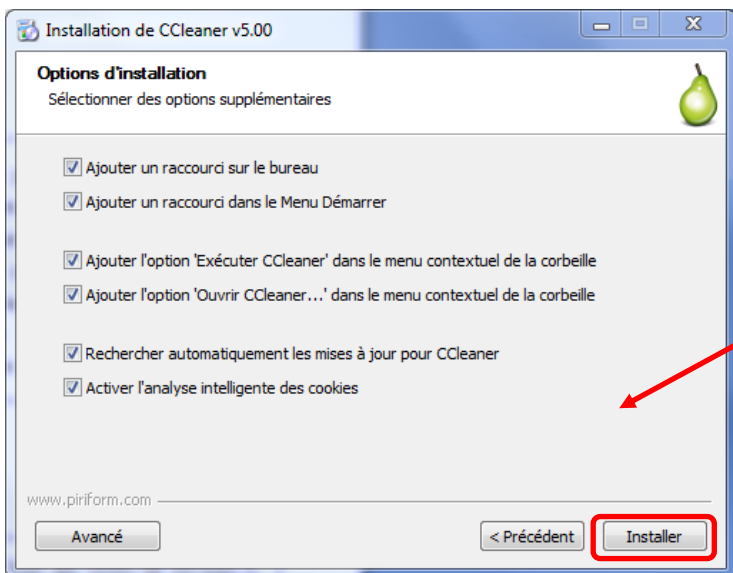 Installation de CCleaner v5.00
Options d'installation
Sélectionner des options supplémentaires
Ajouter un raccourci sur le bureau
Ajouter un raccourci dans le Menu Démarrer
Ajouter l'option 'Exécuter CCleaner' dans le menu contextuel de la corbeille
Ajouter l'option 'Ouvrir CCleaner...' dans le menu contextuel de la corbeille
Rechercher automatiquement les mises à jour pour CCleaner
Activer l'analyse intelligente des cookies
www.piriform.com
Avancé
< Précédent
Installer